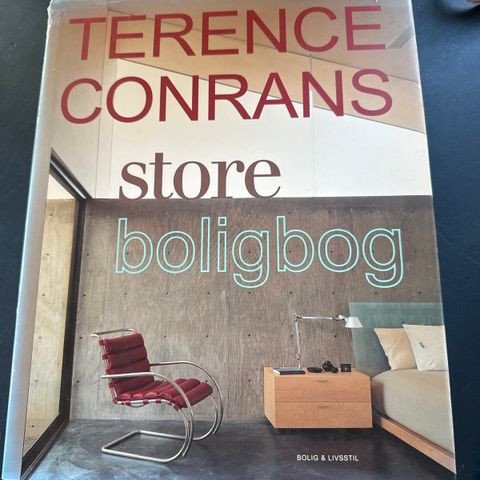 TERENCE
CONRANS
store
boligbog
BOLIG & LIVSSTIL